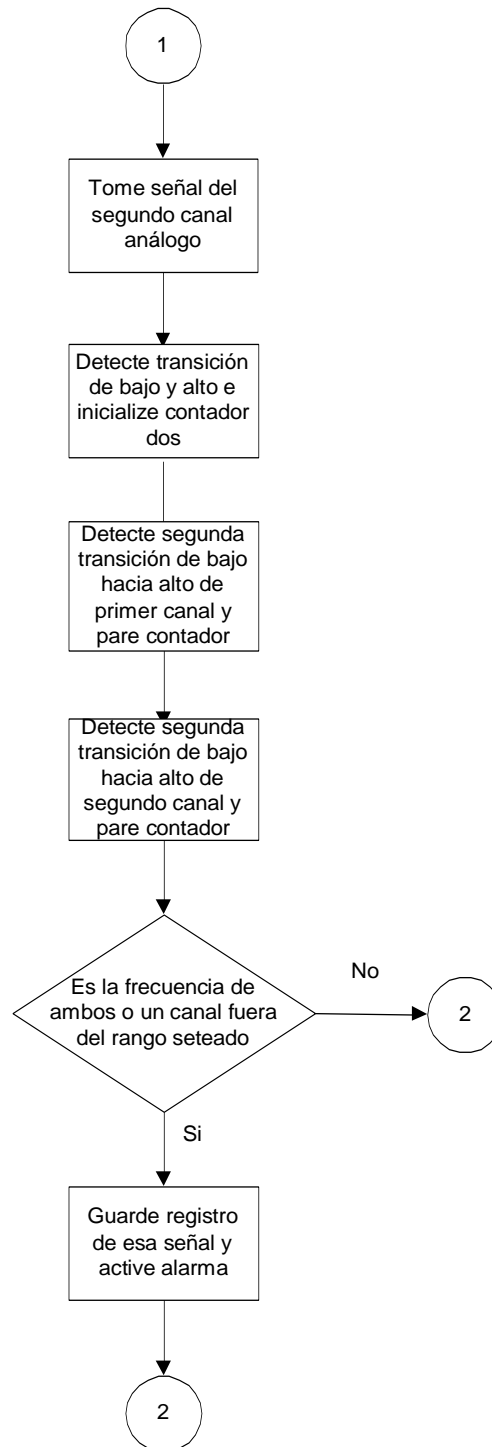 1
Tome señal del
segundo canal
análogo
Detecte transición
de bajo y alto e
inicialize contador
dos
Detecte segunda
transición de bajo
hacia alto de
primer canal y
pare contador
Detecte segunda
transición de bajo
hacia alto de
segundo canal y
pare contador
Es la frecuencia de
ambos o un canal fuera
del rango seteado
No
2
Si
Guarde registro
de esa señal y
active alarma
2